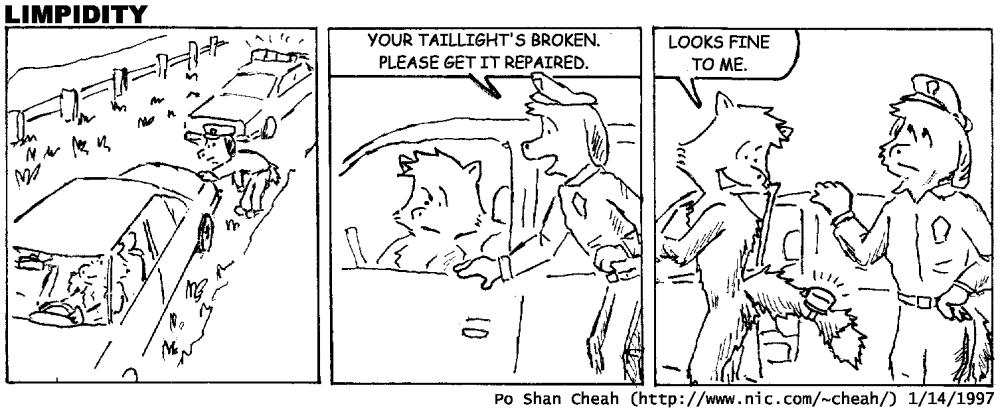 LIMPIDITY
YOUR TAILLIGHT'S BROKEN.
PLEASE GET IT REPAIRED.
LOOKS FINE
TO ME.
Po Shan Cheah (http://www.nic.com/~cheah/) 1/14/1997